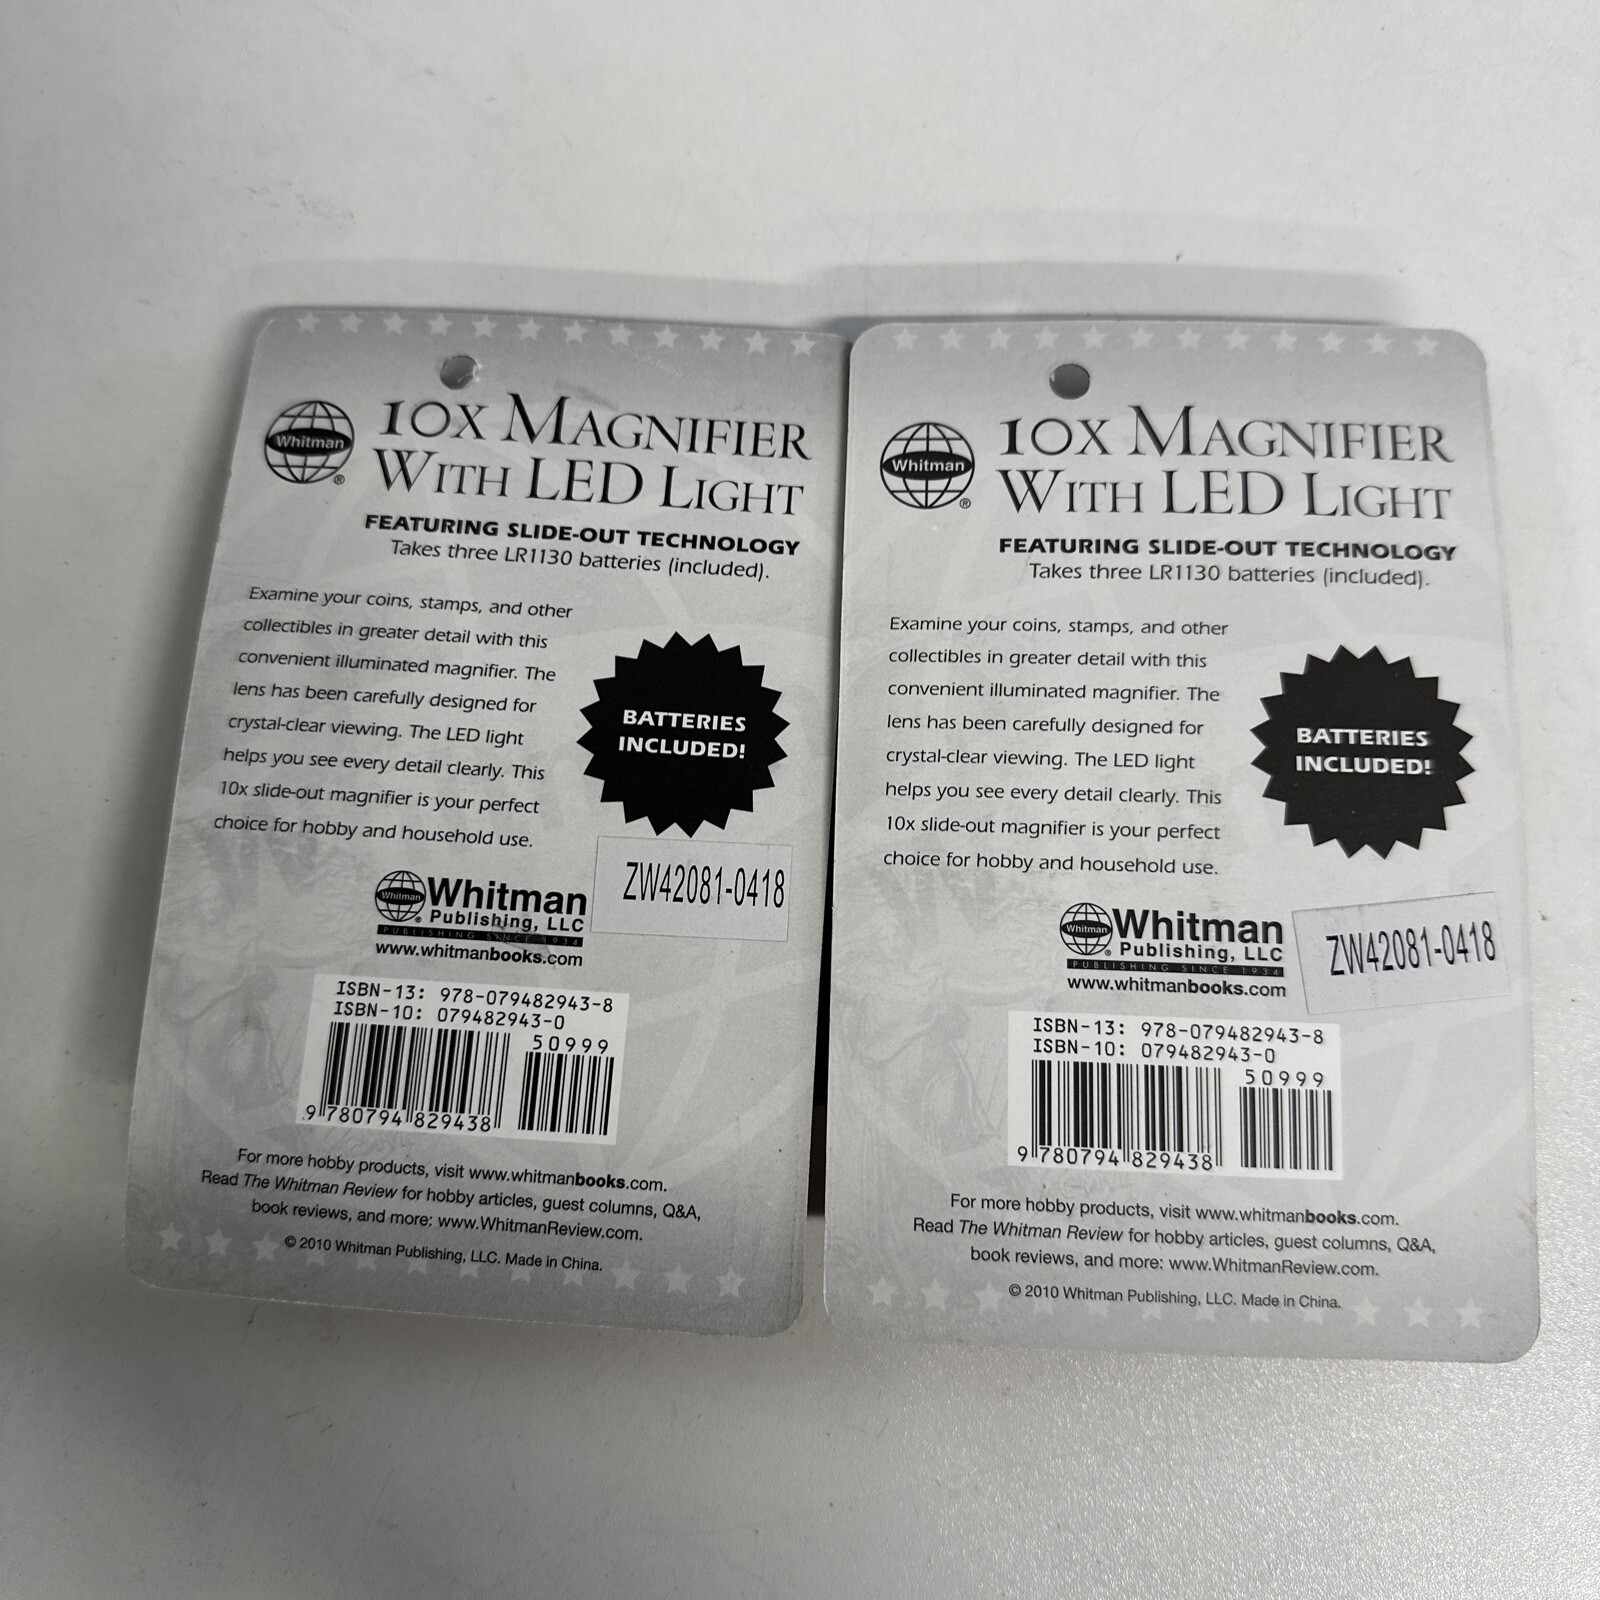 Whitman
®
10X MAGNIFIER
WITH LED LIGHT
FEATURING SLIDE-OUT TECHNOLOGY
Takes three LR1130 batteries (included).
Examine your coins, stamps, and other
collectibles in greater detail with this
convenient illuminated magnifier. The
lens has been carefully designed for
crystal-clear viewing. The LED light
helps you see every detail clearly. This
10x slide-out magnifier is your perfect
choice for hobby and household use.
BATTERIES
INCLUDED!
ZW42081-0418
Whitman
®
Whitman
Publishing, LLC
PUBLISHING SINCE 1934
www.whitmanbooks.com
ISBN-13: 978-079482943-8
ISBN-10: 079482943-0
50999
9 780794 829438
For more hobby products, visit www.whitmanbooks.com.
Read The Whitman Review for hobby articles, guest columns, Q&A,
book reviews, and more: www.WhitmanReview.com.
© 2010 Whitman Publishing, LLC. Made in China.
Whitman
®
10X MAGNIFIER
WITH LED LIGHT
FEATURING SLIDE-OUT TECHNOLOGY
Takes three LR1130 batteries (included).
Examine your coins, stamps, and other
collectibles in greater detail with this
convenient illuminated magnifier. The
lens has been carefully designed for
crystal-clear viewing. The LED light
helps you see every detail clearly. This
10x slide-out magnifier is your perfect
choice for hobby and household use.
BATTERIES
INCLUDED!
ZW42081-0418
Whitman
®
Whitman
Publishing, LLC
PUBLISHING SINCE 1934
www.whitmanbooks.com
ISBN-13: 978-079482943-8
ISBN-10: 079482943-0
50999
9 780794 829438
For more hobby products, visit www.whitmanbooks.com.
Read The Whitman Review for hobby articles, guest columns, Q&A,
book reviews, and more: www.WhitmanReview.com.
© 2010 Whitman Publishing, LLC. Made in China.